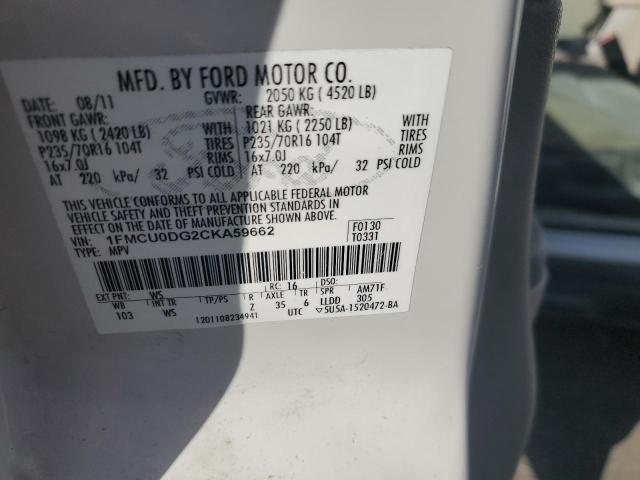 MFD. BY FORD MOTOR CO.
DATE: 08/11 GVWR: 2050 KG ( 4520 LB)
FRONT GAWR: REAR GAWR:
1098 KG ( 2420 LB) WITH 1021 KG ( 2250 LB) WITH
P235/70R16 104T TIRES P235/70R16 104T TIRES
16x7.0J RIMS 16x7.0J RIMS
AT 220 kPa/ 32 PSI COLD AT 220 kPa/ 32 PSI COLD
THIS VEHICLE CONFORMS TO ALL APPLICABLE FEDERAL MOTOR
VEHICLE SAFETY, BUMPER, AND THEFT PREVENTION STANDARDS IN
EFFECT ON THE DATE OF MANUFACTURE SHOWN ABOVE.
VIN: 1FMCU0DG2CKA59662 F0130
TYPE: MPV T0331
RC: 16 DSO:
EXT PNT: WS
WB INT TR TP/PS R AXLE TR SPR AM71F
103 WS Z 35 6 LLDD 305
1201108234941 UTC ▽5U5A-1520472-BA